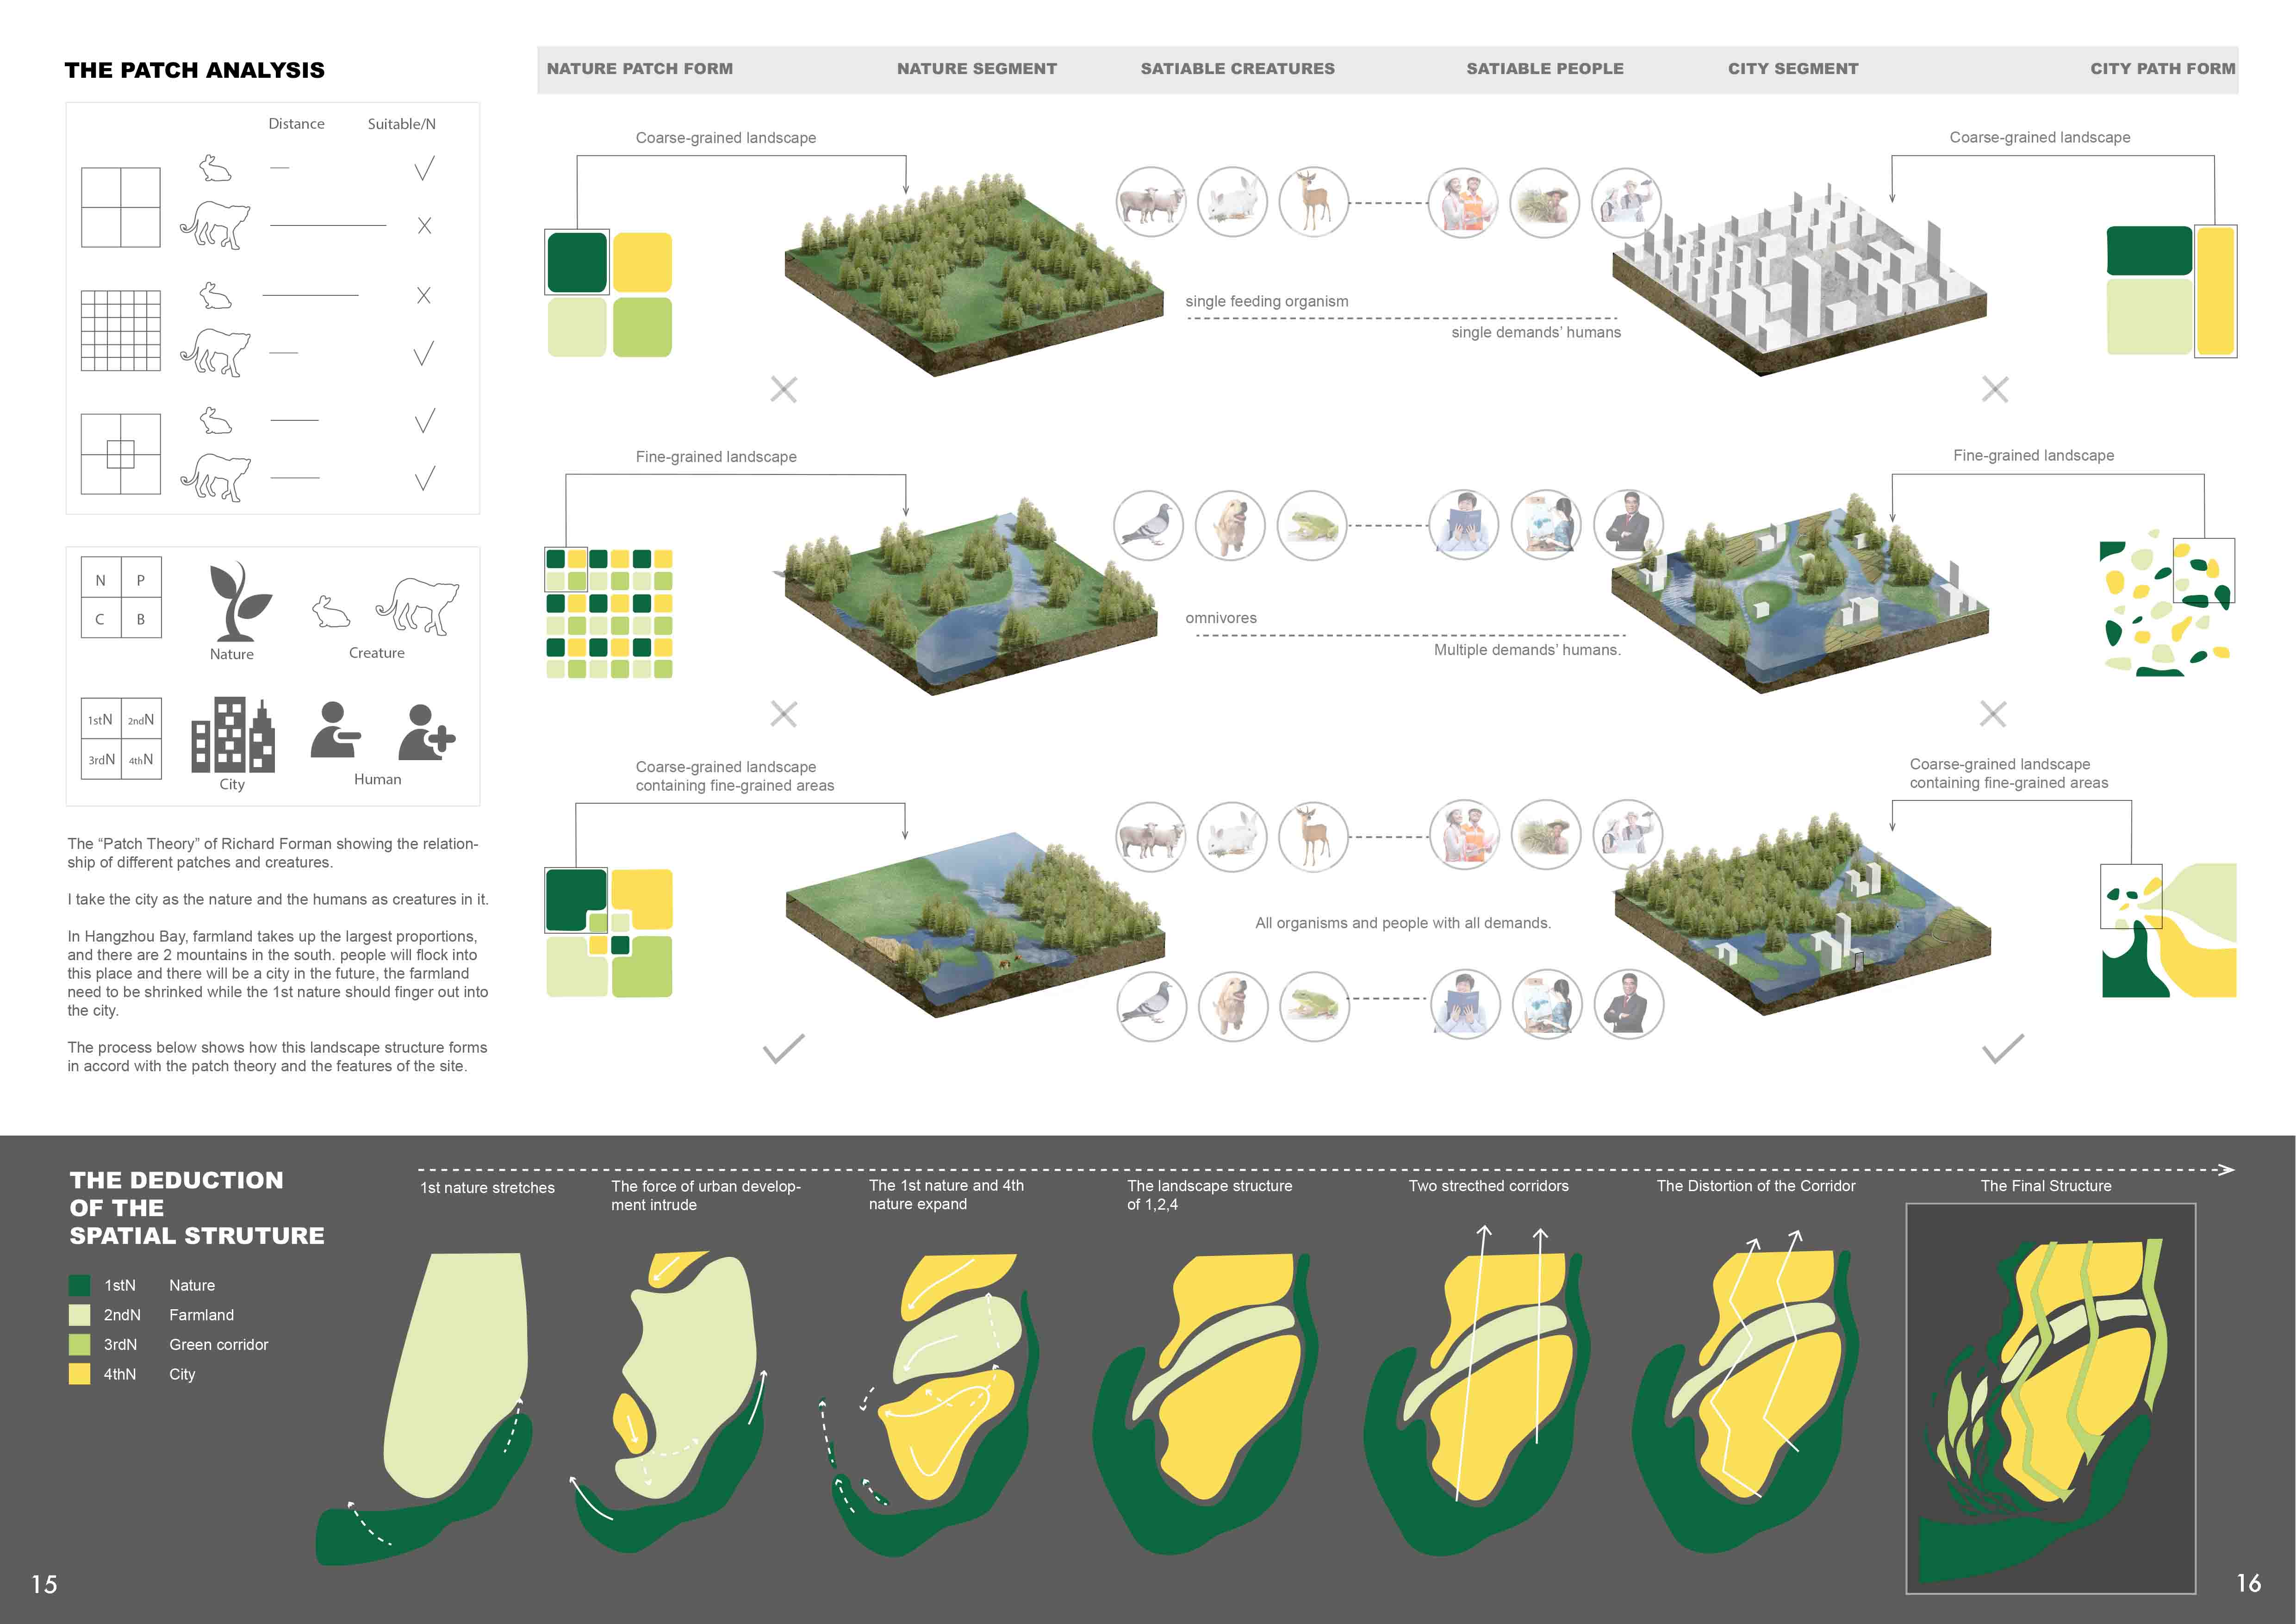 THE PATCH ANALYSIS
Distance Suitable/N
N P
C B
Nature
Creature
1stN 2ndN
3rdN 4thN
City
Human
The “Patch Theory” of Richard Forman showing the relation-
ship of different patches and creatures.
I take the city as the nature and the humans as creatures in it.
In Hangzhou Bay, farmland takes up the largest proportions,
and there are 2 mountains in the south. people will flock into
this place and there will be a city in the future, the farmland
need to be shrinked while the 1st nature should finger out into
the city.
The process below shows how this landscape structure forms
in accord with the patch theory and the features of the site.
NATURE PATCH FORM NATURE SEGMENT SATIABLE CREATURES SATIABLE PEOPLE CITY SEGMENT CITY PATH FORM
Coarse-grained landscape
Coarse-grained landscape
single feeding organism
single demands’ humans
Fine-grained landscape
Fine-grained landscape
omnivores
Multiple demands’ humans.
Coarse-grained landscape
containing fine-grained areas
Coarse-grained landscape
containing fine-grained areas
All organisms and people with all demands.
THE DEDUCTION
OF THE
SPATIAL STRUTURE
1stN Nature
2ndN Farmland
3rdN Green corridor
4thN City
1st nature stretches
The force of urban develop-
ment intrude
The 1st nature and 4th
nature expand
The landscape structure
of 1,2,4
Two strecthed corridors
The Distortion of the Corridor
The Final Structure
15
16